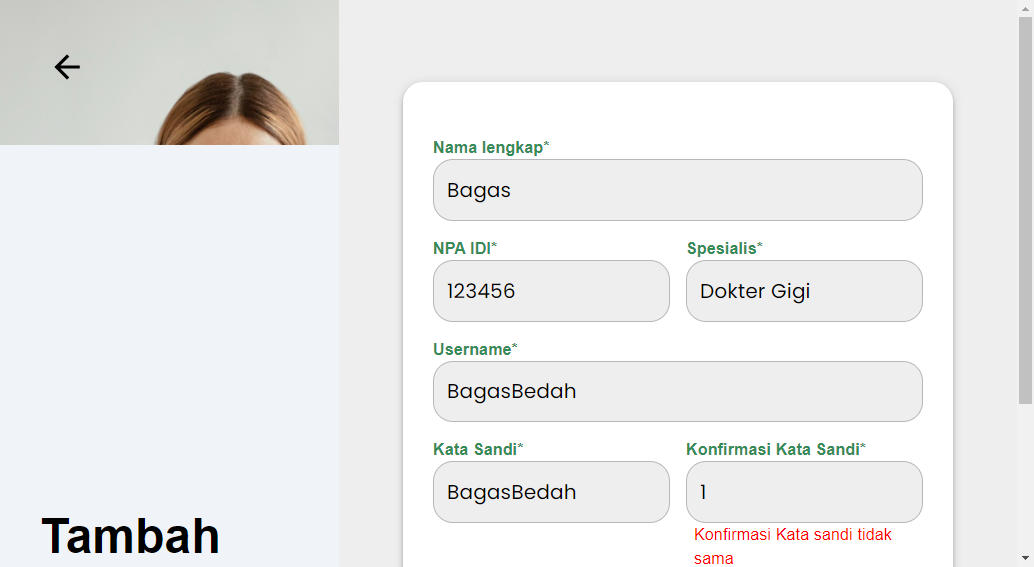 Nama lengkap*
Bagas
NPA IDI*
Spesialis*
123456
Dokter Gigi
Username*
BagasBedah
Kata Sandi*
Konfirmasi Kata Sandi*
BagasBedah
1
Konfirmasi Kata sandi tidak
sama
Tambah